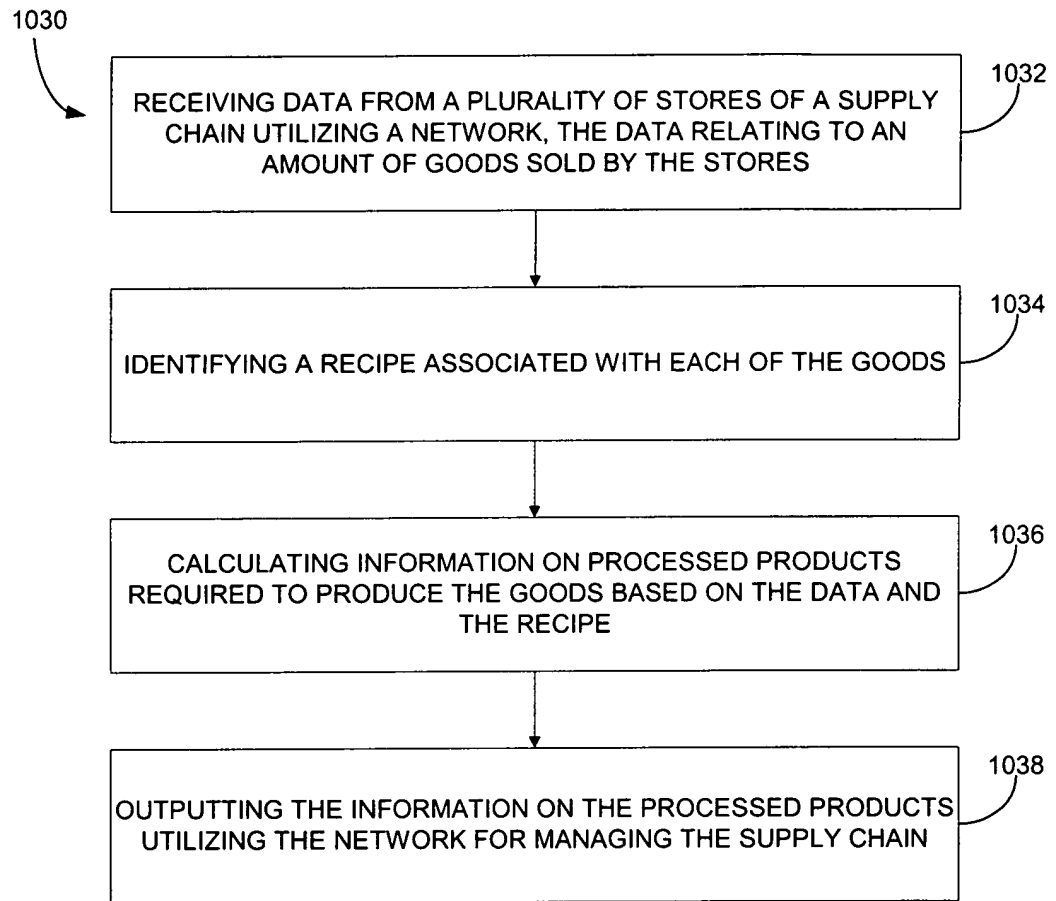 1030
RECEIVING DATA FROM A PLURALITY OF STORES OF A SUPPLY
CHAIN UTILIZING A NETWORK, THE DATA RELATING TO AN
AMOUNT OF GOODS SOLD BY THE STORES
1032
IDENTIFYING A RECIPE ASSOCIATED WITH EACH OF THE GOODS
1034
CALCULATING INFORMATION ON PROCESSED PRODUCTS
REQUIRED TO PRODUCE THE GOODS BASED ON THE DATA AND
THE RECIPE
1036
OUTPUTTING THE INFORMATION ON THE PROCESSED PRODUCTS
UTILIZING THE NETWORK FOR MANAGING THE SUPPLY CHAIN
1038